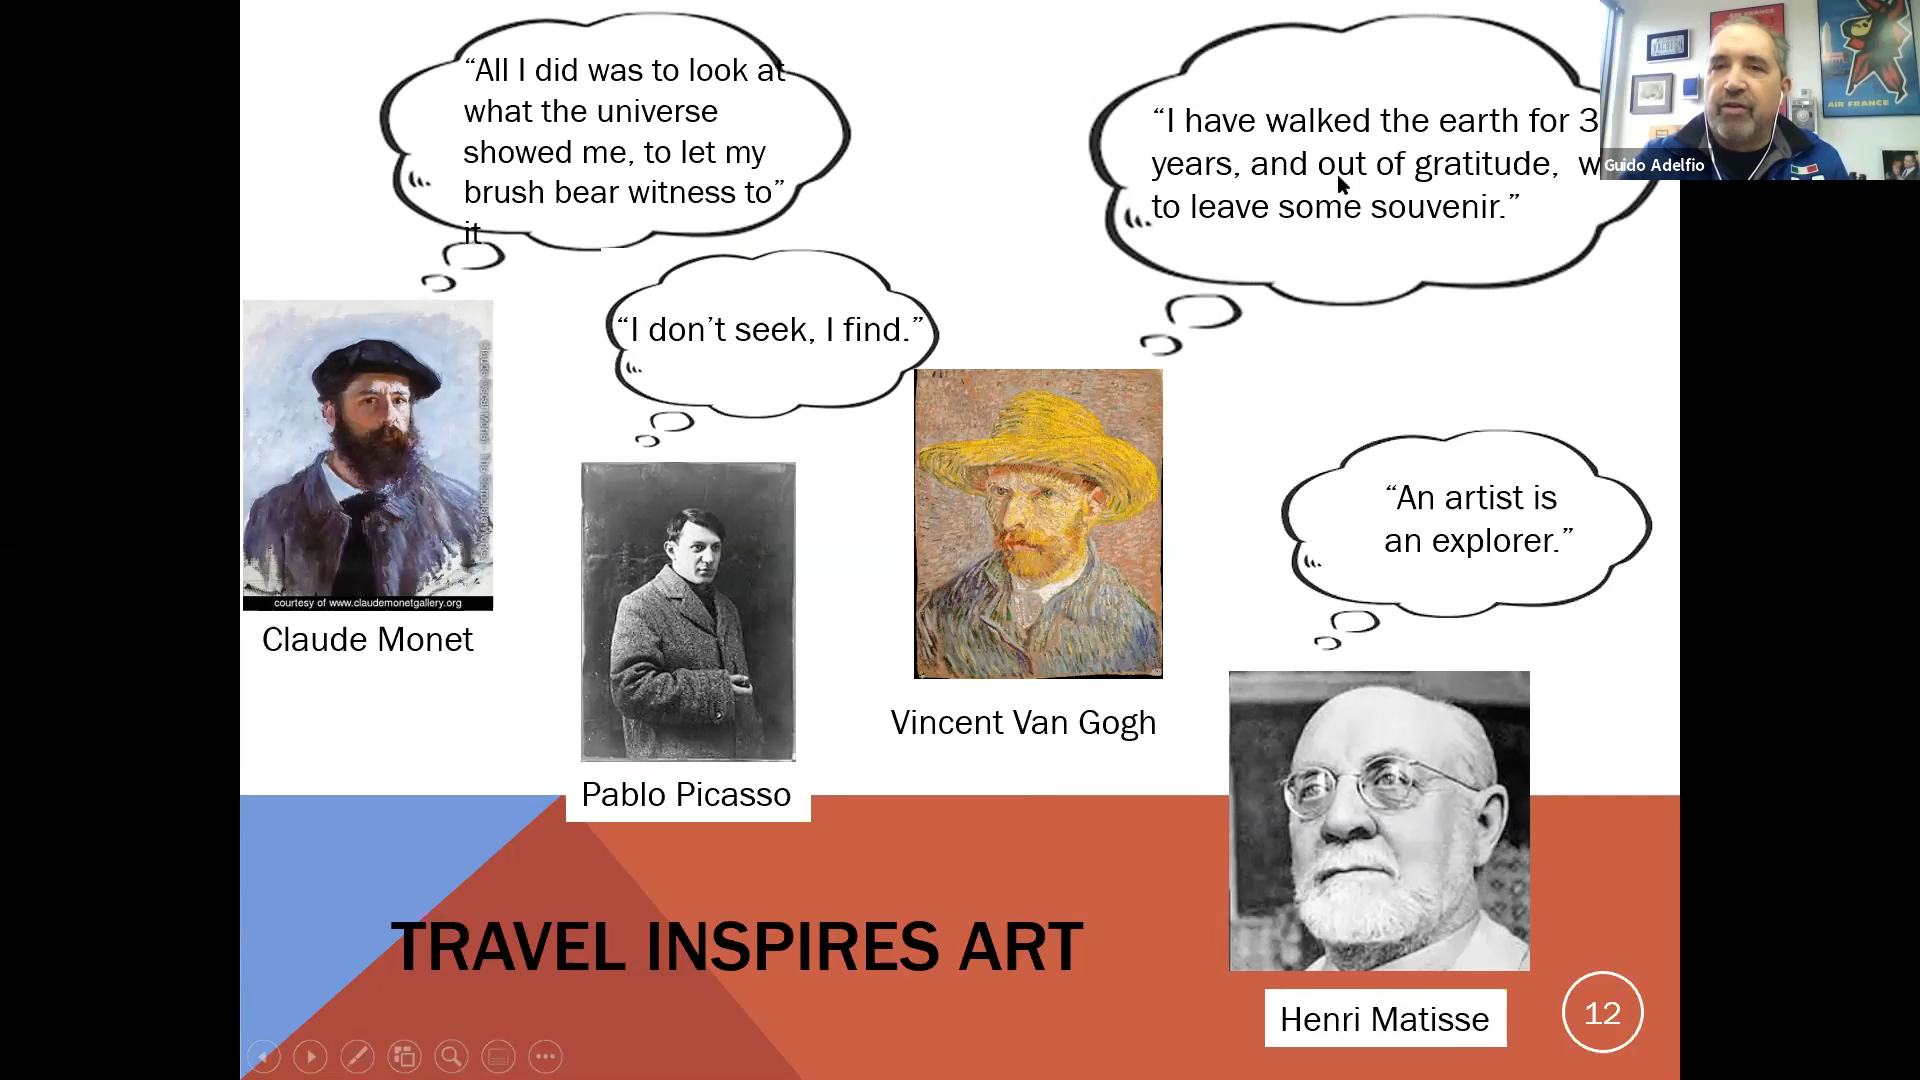 “All I did was to look at
what the universe
showed me, to let my
brush bear witness to”
it
“I have walked the earth for 3
years, and out of gratitude, w
to leave some souvenir.”
Guido Adelfio
AIR FRANCE
AIR FRANCE
“I don’t seek, I find.”
“An artist is
an explorer.”
courtesy of www.claudemonetgallery.org
Claude Monet
Vincent Van Gogh
Pablo Picasso
TRAVEL INSPIRES ART
Henri Matisse
12